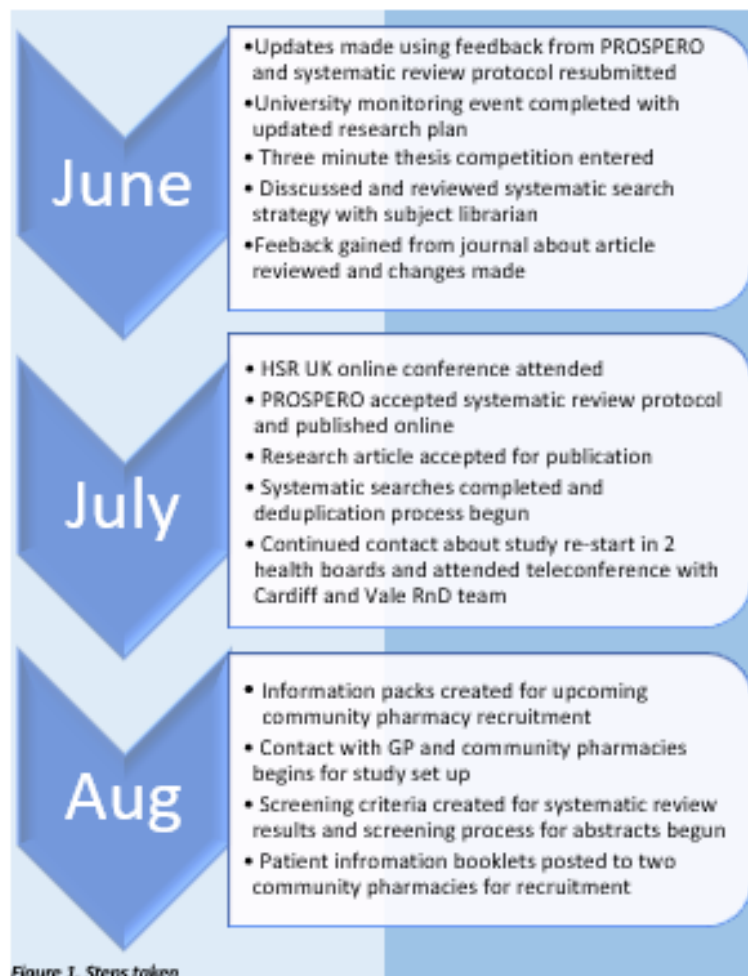 June
•Updates made using feedback from PROSPERO
and systematic review protocol resubmitted
•University monitoring event completed with
updated research plan
• Three minute thesis competition entered
• Disscussed and reviewed systematic search
strategy with subject librarian
•Feeback gained from journal about article
reviewed and changes made
July
• HSR UK online conference attended
• PROSPERO accepted systematic review protocol
and published online
• Research article accepted for publication
• Systematic searches completed and
deduplication process begun
• Continued contact about study re-start in 2
health boards and attended teleconference with
Cardiff and Vale RnD team
Aug
• Information packs created for upcoming
community pharmacy recruitment
• Contact with GP and community pharmacies
begins for study set up
• Screening criteria created for systematic review
results and screening process for abstracts begun
• Patient infromation booklets posted to two
community pharmacies for recruitment
Figure 1. Steps taken